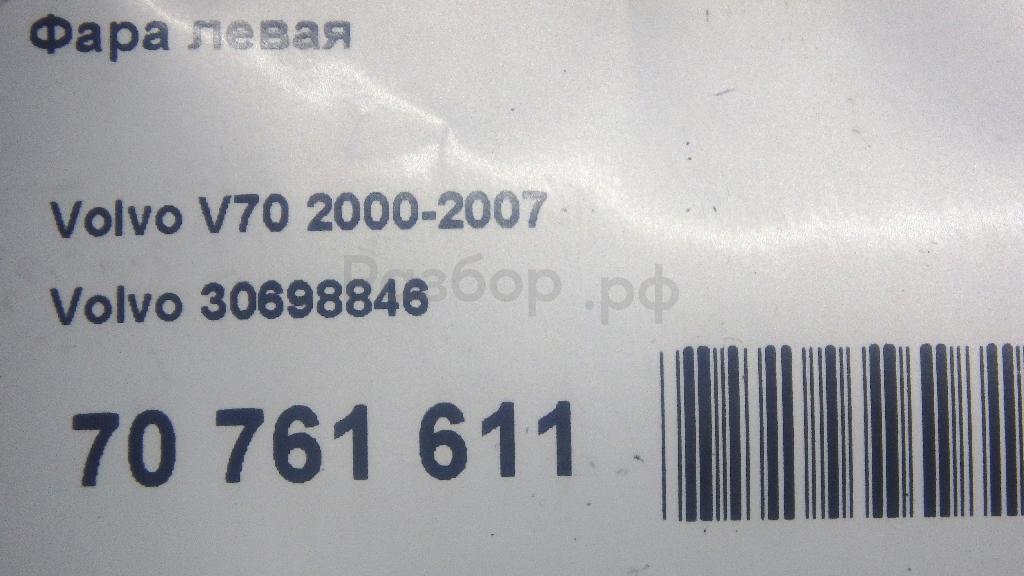 Фара левая
Volvo V70 2000-2007
Разбор.рф
Volvo 30698846
70 761 611